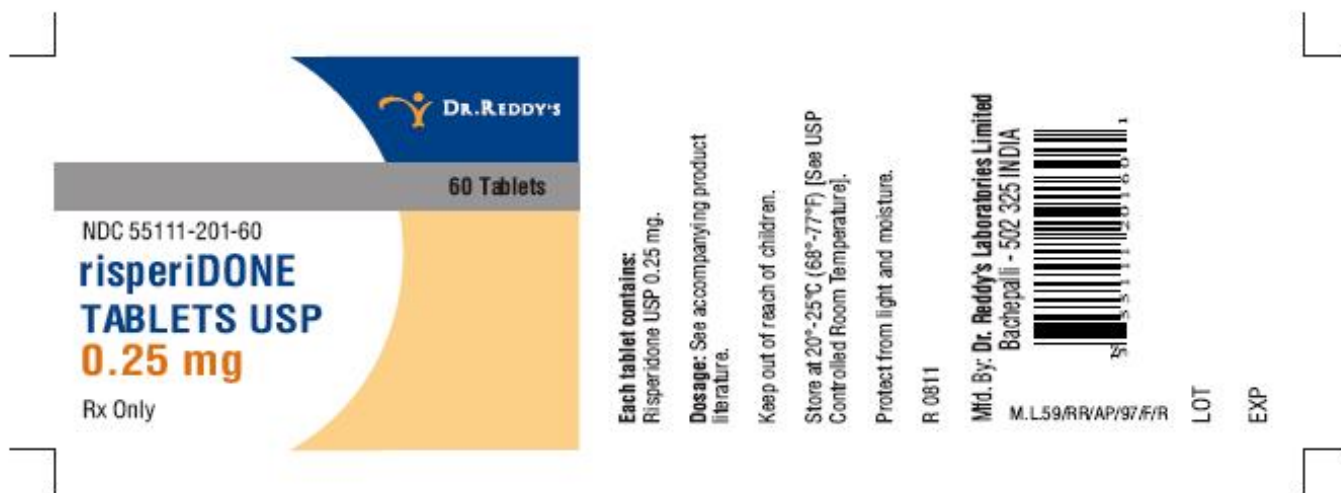 DR.REDDY'S
60 Tablets
NDC 55111-201-60
risperiDONE
TABLETS USP
0.25 mg
Rx Only
Each tablet contains:
Risperidone USP 0.25 mg.
Dosage: See accompanying product
literature.
Keep out of reach of children.
Store at 20°-25°C (68°-77°F) [See USP
Controlled Room Temperature].
Protect from light and moisture.
R 0811
Mfd. By: Dr. Reddy's Laboratories Limited
Bachepalli - 502 325 INDIA
M.L.59/RR/AP/97/F/R
LOT
EXP